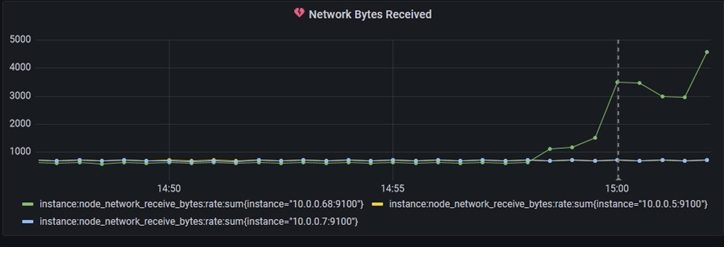 Network Bytes Received
5000
4000
3000
2000
1000
14:50 14:55 15:00
instance:node_network_receive_bytes:rate:sum{instance="10.0.0.68:9100"} instance:node_network_receive_bytes:rate:sum{instance="10.0.0.5:9100"}
instance:node_network_receive_bytes:rate:sum{instance="10.0.0.7:9100"}